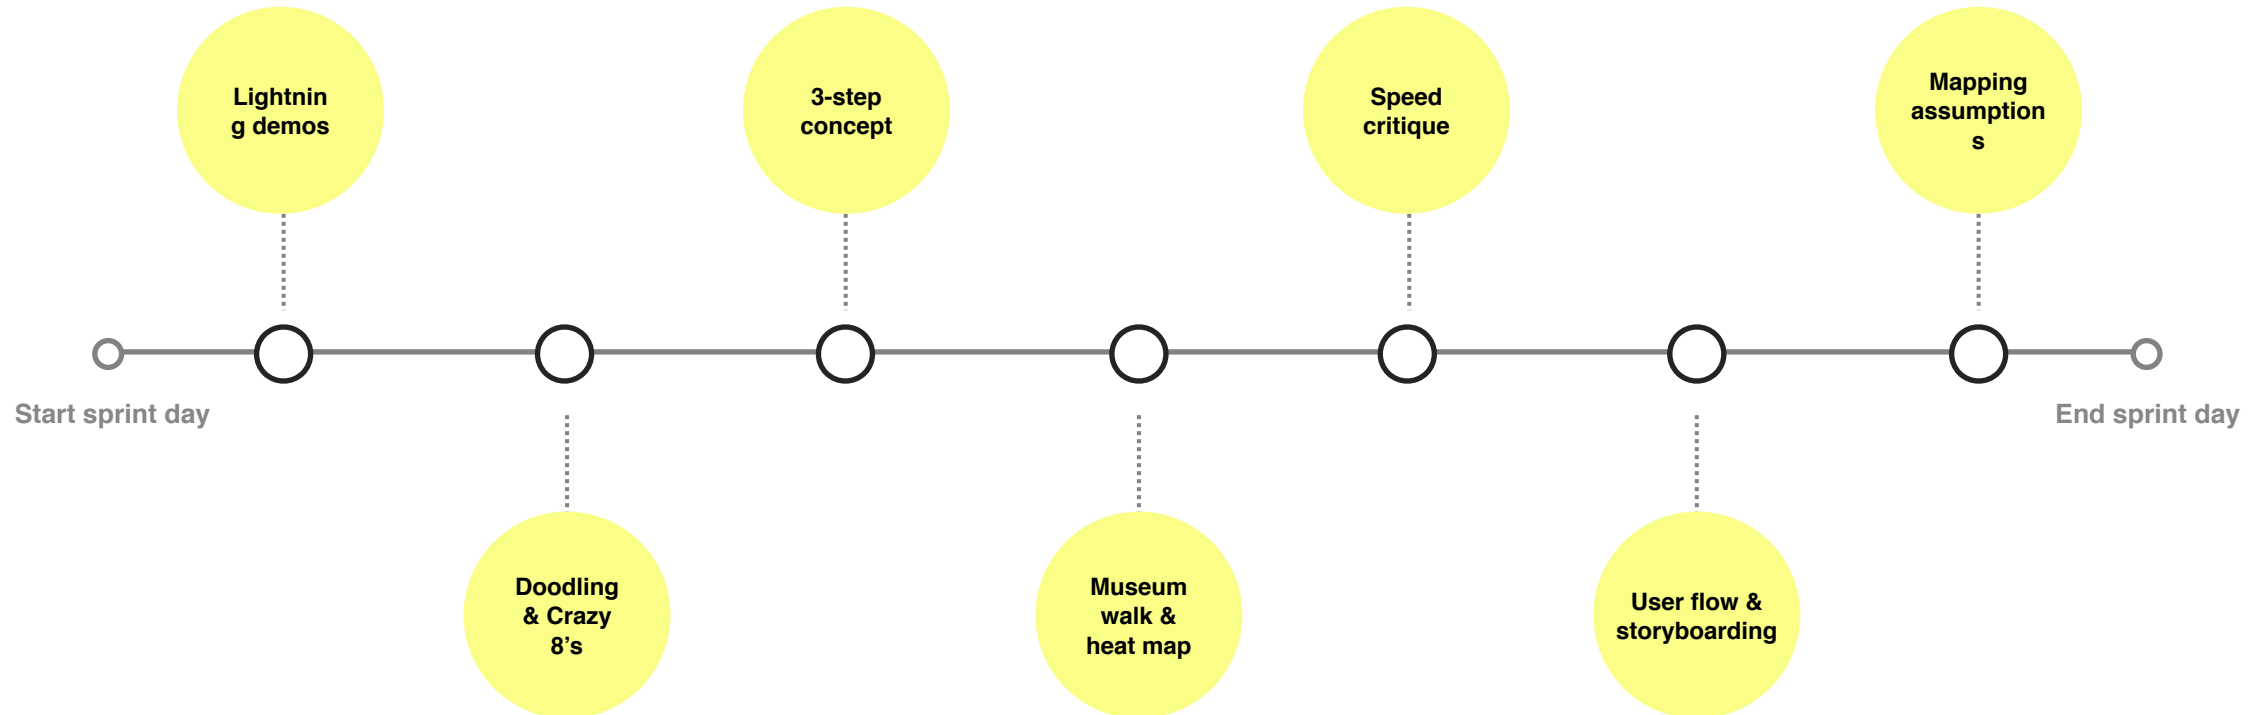 Lightnin
g demos
3-step
concept
Speed
critique
Mapping
assumption
s
Start sprint day
End sprint day
Doodling
& Crazy
8’s
Museum
walk &
heat map
User flow &
storyboarding